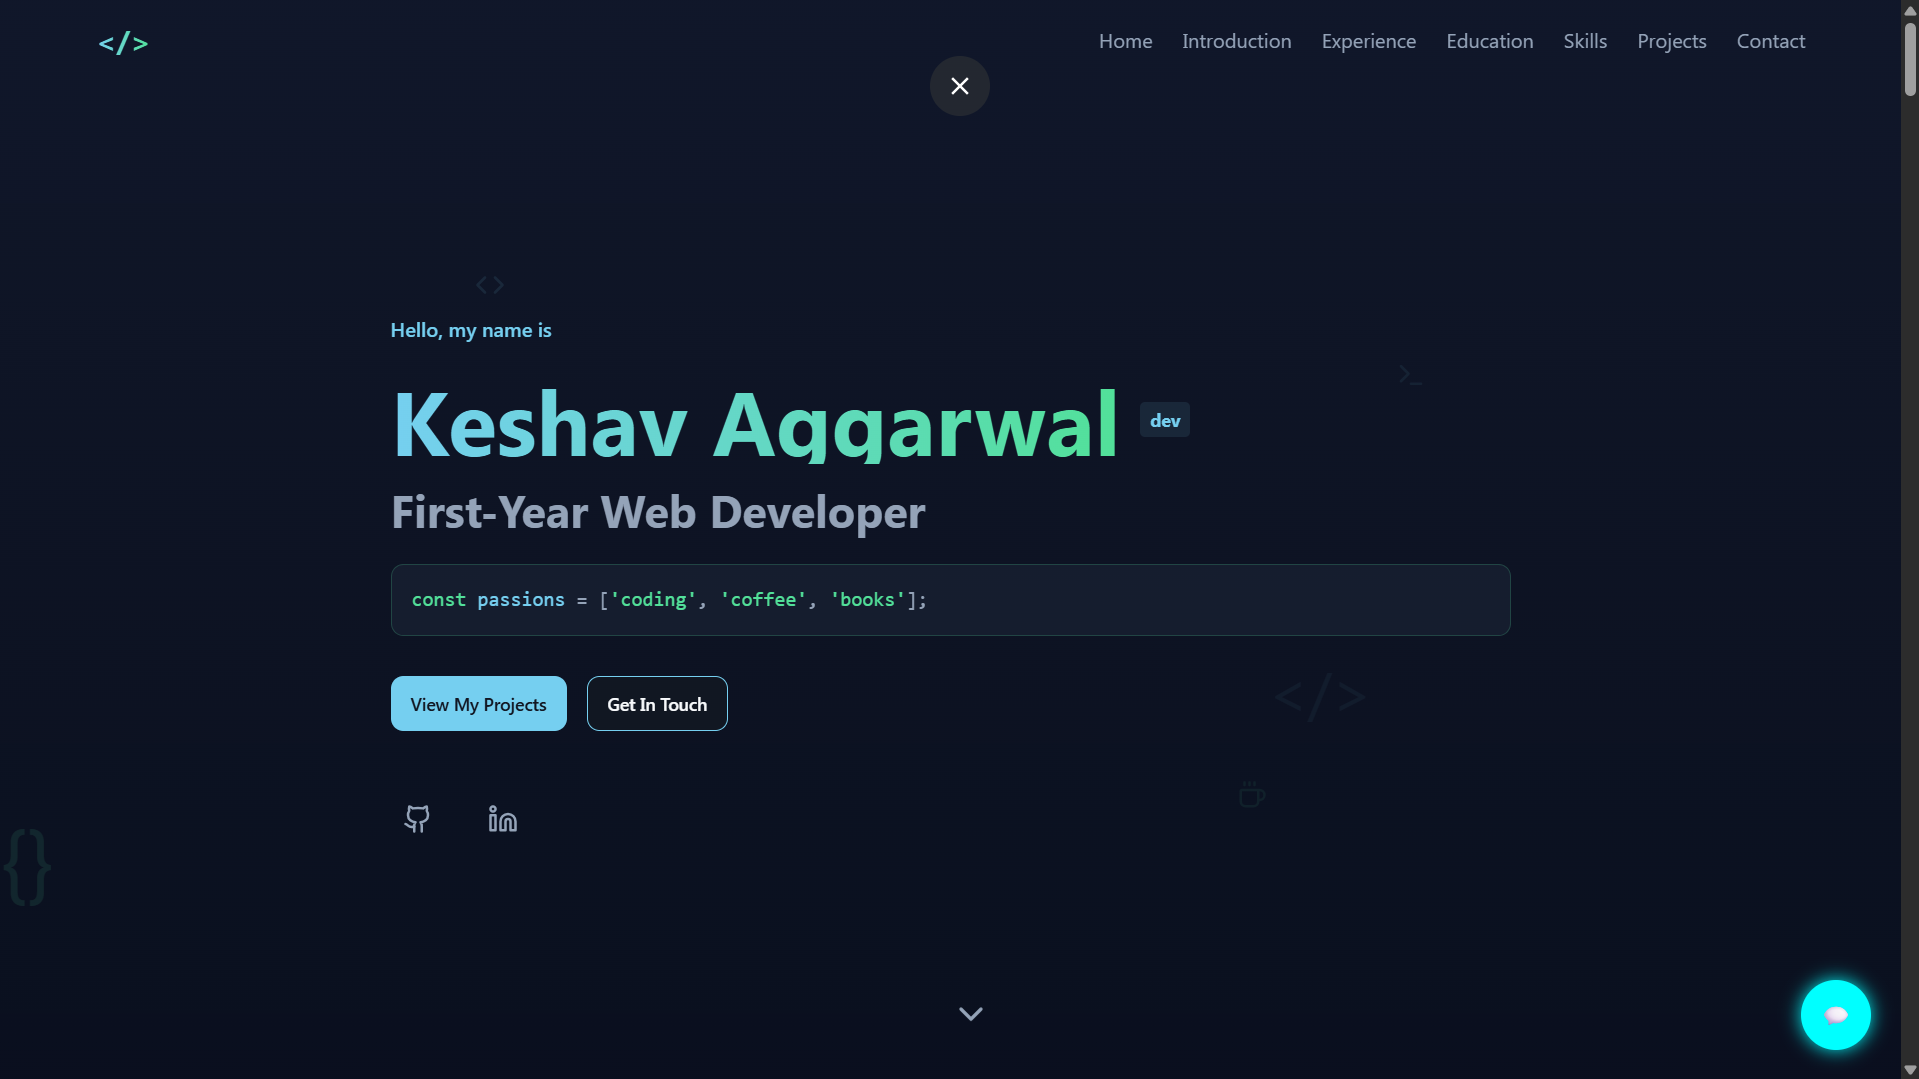 </>
Home Introduction Experience Education Skills Projects Contact
Hello, my name is
Keshav Aggarwal dev
First-Year Web Developer
const passions = ['coding', 'coffee', 'books'];
View My Projects Get In Touch
</>
{}